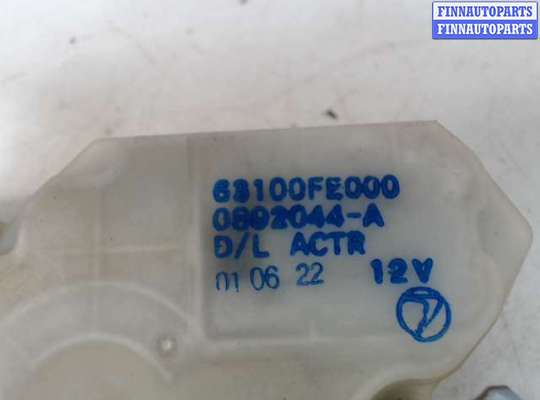 FINNAUTOPARTS
FINNAUTOPARTS
63100FE000
0892044-A
D/L ACTR
01 06 22 12V